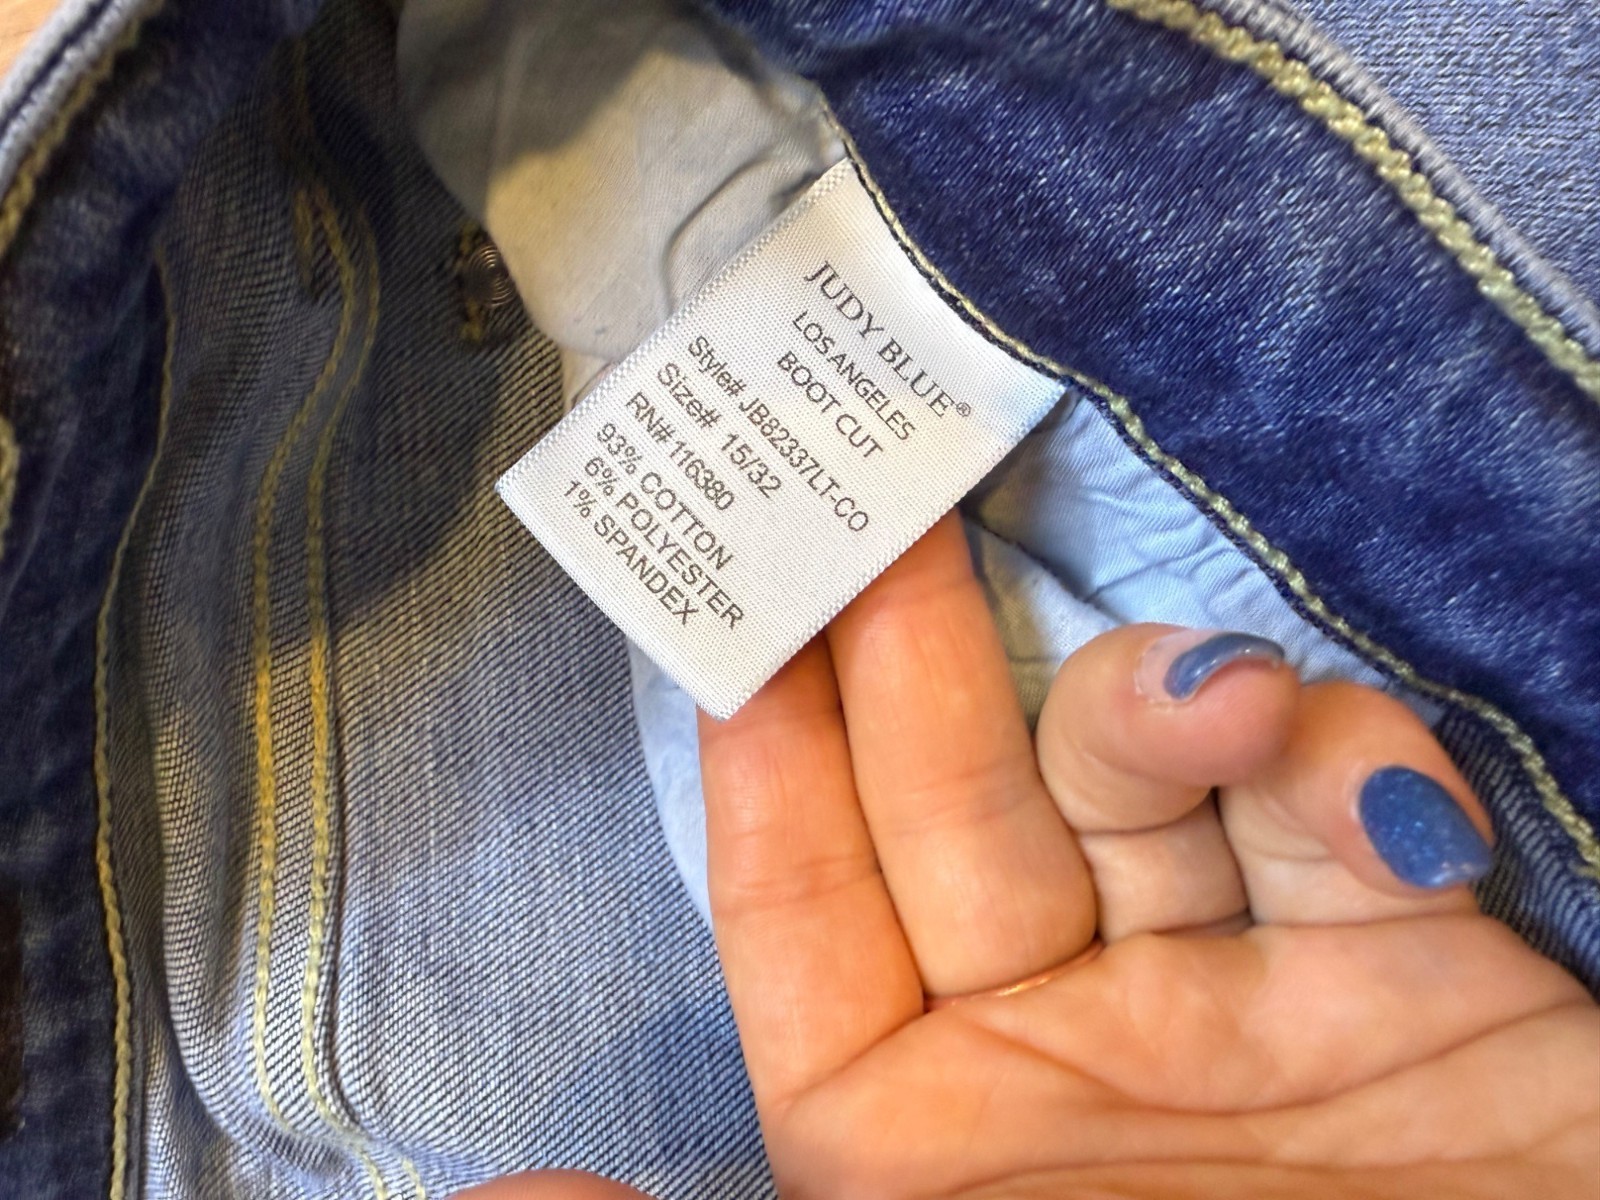 JUDY BLUE®
LOS ANGELES
BOOT CUT
Style# JB82337LT-CO
Size# 15/32
RN# 116380
93% COTTON
6% POLYESTER
1% SPANDEX